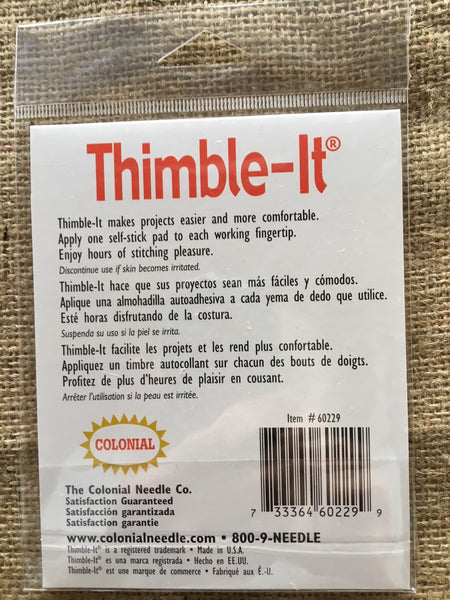 Thimble-It®
Thimble-It makes projects easier and more comfortable.
Apply one self-stick pad to each working fingertip.
Enjoy hours of stitching pleasure.
Discontinue use if skin becomes irritated.
Thimble-It hace que sus proyectos sean más fáciles y cómodos.
Aplique una almohadilla autoadhesiva a cada yema de dedo que utilice.
Esté horas disfrutando de la costura.
Suspenda su uso si la piel se irrita.
Thimble-It facilite les projets et les rend plus confortable.
Appliquez un timbre autocollant sur chacun des bouts de doigts.
Profitez de plus d'heures de plaisir en cousant.
Arrêter l'utilisation si la peau est irritée.
COLONIAL
Item # 60229
7 33364 60229 9
The Colonial Needle Co.
Satisfaction Guaranteed
Satisfacción garantizada
Satisfaction garantie
www.colonialneedle.com • 800-9-NEEDLE
Thimble-It® is a registered trademark • Made in U.S.A.
Thimble-It® es una marca registrada • Hecho en EE.UU.
Thimble-It® est une marque de commerce • Fabriqué aux É.-U.